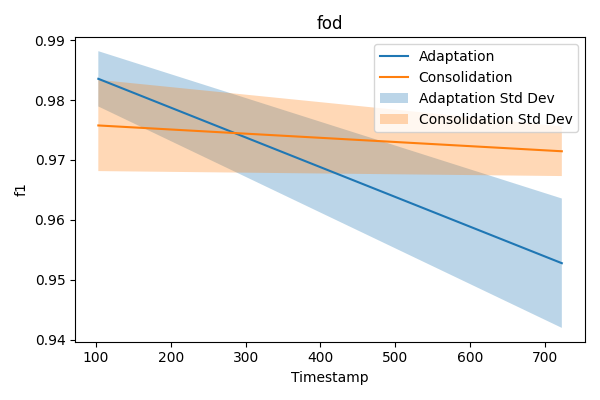 fod
0.99
0.98
0.97
0.96
0.95
0.94
f1
Adaptation
Consolidation
Adaptation Std Dev
Consolidation Std Dev
100 200 300 400 500 600 700
Timestamp